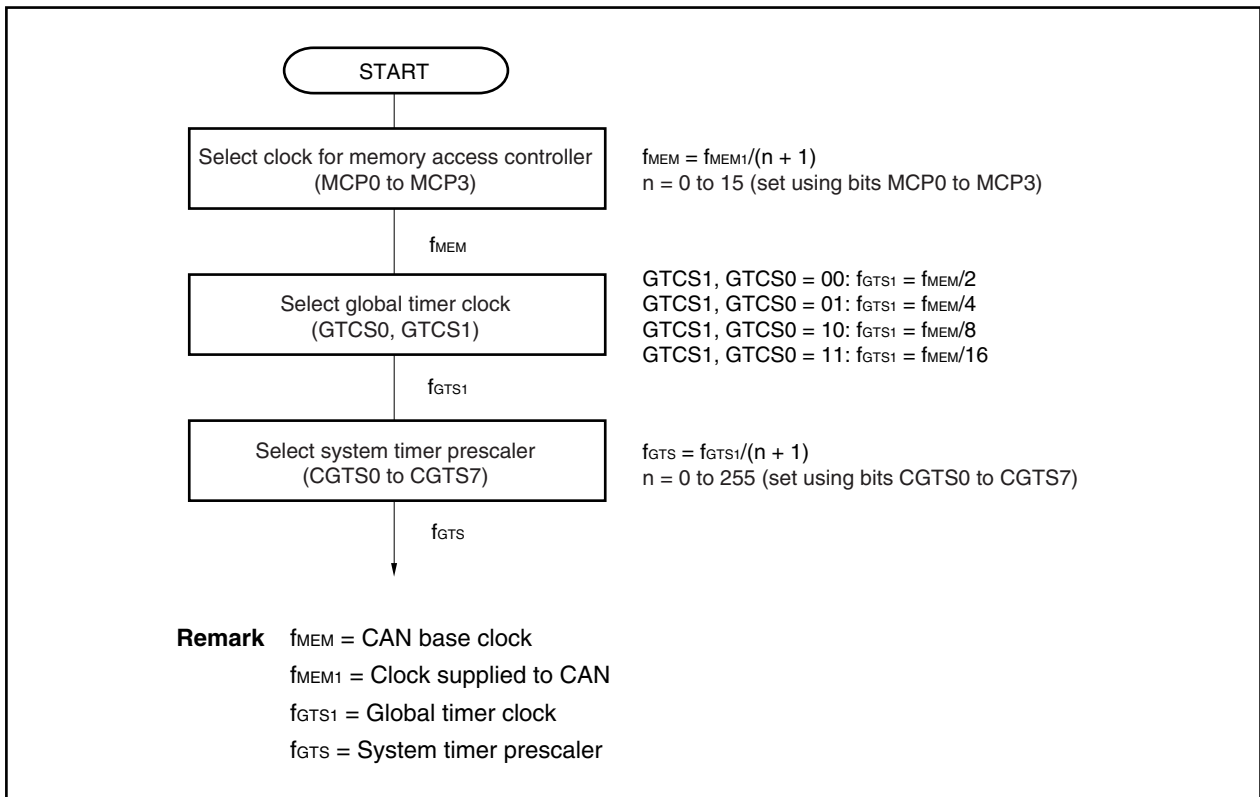 START
Select clock for memory access controller
(MCP0 to MCP3)
fMEM = fMEM1/(n + 1)
n = 0 to 15 (set using bits MCP0 to MCP3)
fMEM
Select global timer clock
(GTCS0, GTCS1)
GTCS1, GTCS0 = 00: fGTS1 = fMEM/2
GTCS1, GTCS0 = 01: fGTS1 = fMEM/4
GTCS1, GTCS0 = 10: fGTS1 = fMEM/8
GTCS1, GTCS0 = 11: fGTS1 = fMEM/16
fGTS1
Select system timer prescaler
(CGTS0 to CGTS7)
fGTS = fGTS1/(n + 1)
n = 0 to 255 (set using bits CGTS0 to CGTS7)
fGTS
Remark fMEM = CAN base clock
fMEM1 = Clock supplied to CAN
fGTS1 = Global timer clock
fGTS = System timer prescaler